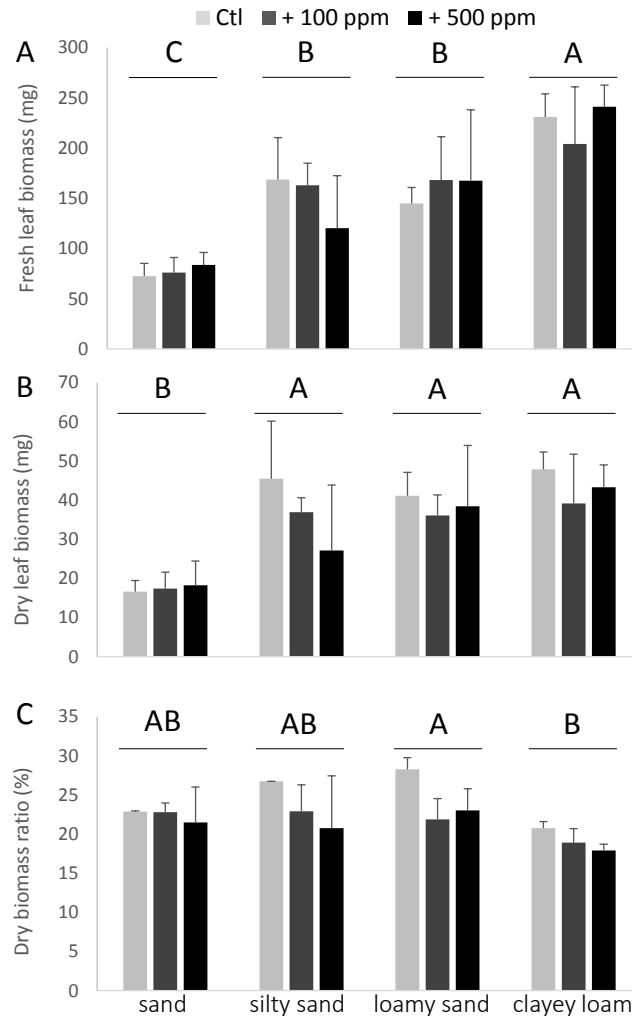 Ctl + 100 ppm + 500 ppm
A
Fresh leaf biomass (mg)
300
250
200
150
100
50
0
C B B A
B
Dry leaf biomass (mg)
70
60
50
40
30
20
10
0
B A A A
C
Dry biomass ratio (%)
35
30
25
20
15
10
5
0
AB AB A B
sand silty sand loamy sand clayey loam